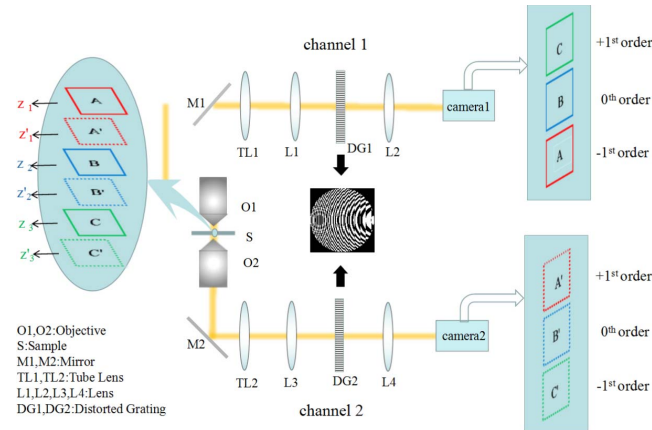 channel 1
M1
TL1
L1
DG1
L2
camera1
C
+1st order
B
0th order
A
-1st order
z1
A
z'1
A'
z2
B
z'2
B'
z3
C
z'3
C'
O1
S
O2
M2
TL2
L3
DG2
L4
camera2
channel 2
A'
+1st order
B'
0th order
C'
-1st order
O1,O2:Objective
S:Sample
M1,M2:Mirror
TL1,TL2:Tube Lens
L1,L2,L3,L4:Lens
DG1,DG2:Distorted Grating